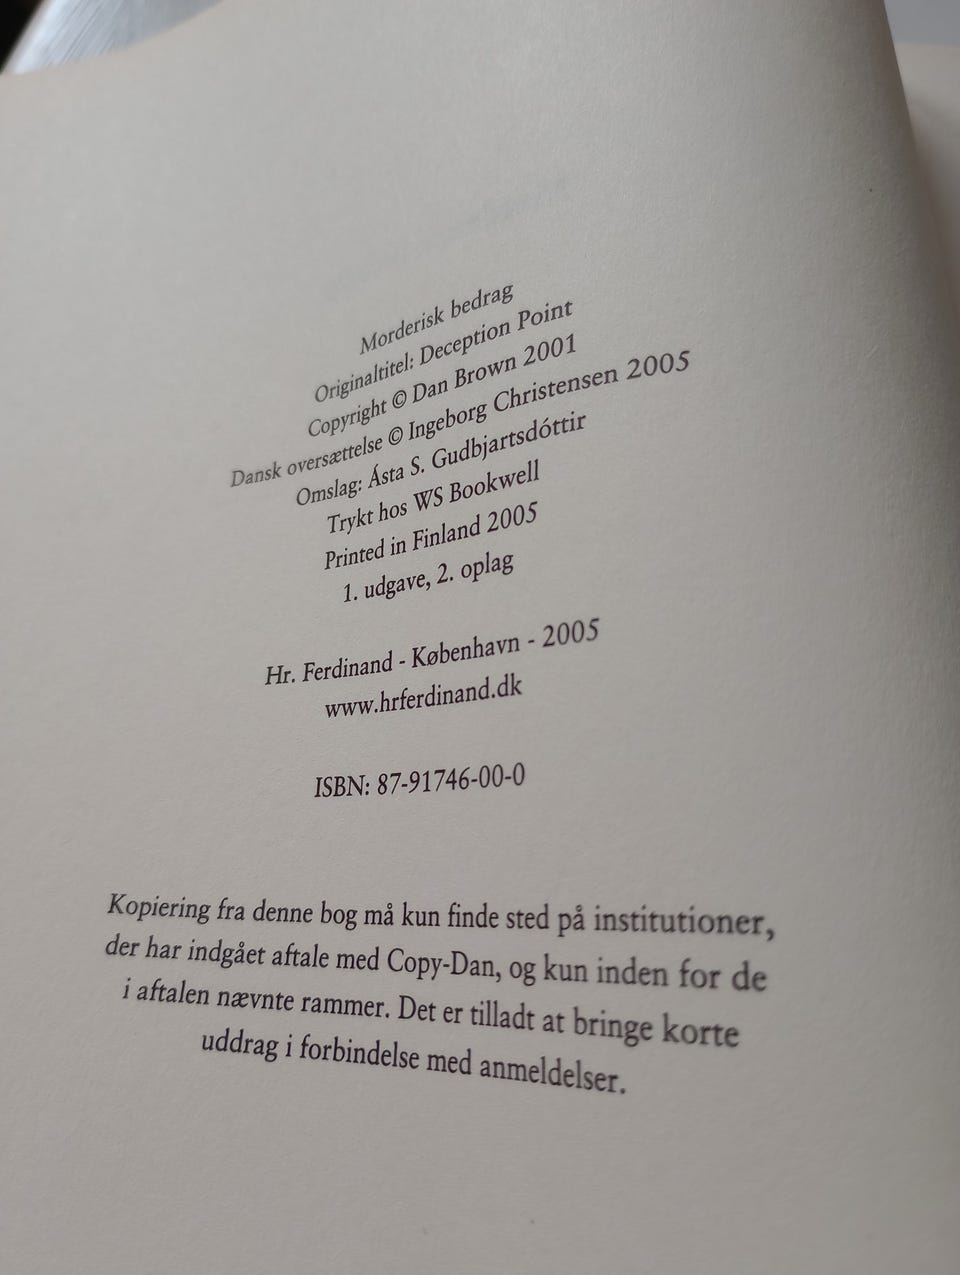 Morderisk bedrag
Originaltitel: Deception Point
Copyright © Dan Brown 2001
Dansk oversættelse © Ingeborg Christensen 2005
Omslag: Ásta S. Gudbjartsdóttir
Trykt hos WS Bookwell
Printed in Finland 2005
1. udgave, 2. oplag
Hr. Ferdinand - København - 2005
www.hrferdinand.dk
ISBN: 87-91746-00-0
Kopiering fra denne bog må kun finde sted på institutioner,
der har indgået aftale med Copy-Dan, og kun inden for de
i aftalen nævnte rammer. Det er tilladt at bringe korte
uddrag i forbindelse med anmeldelser.